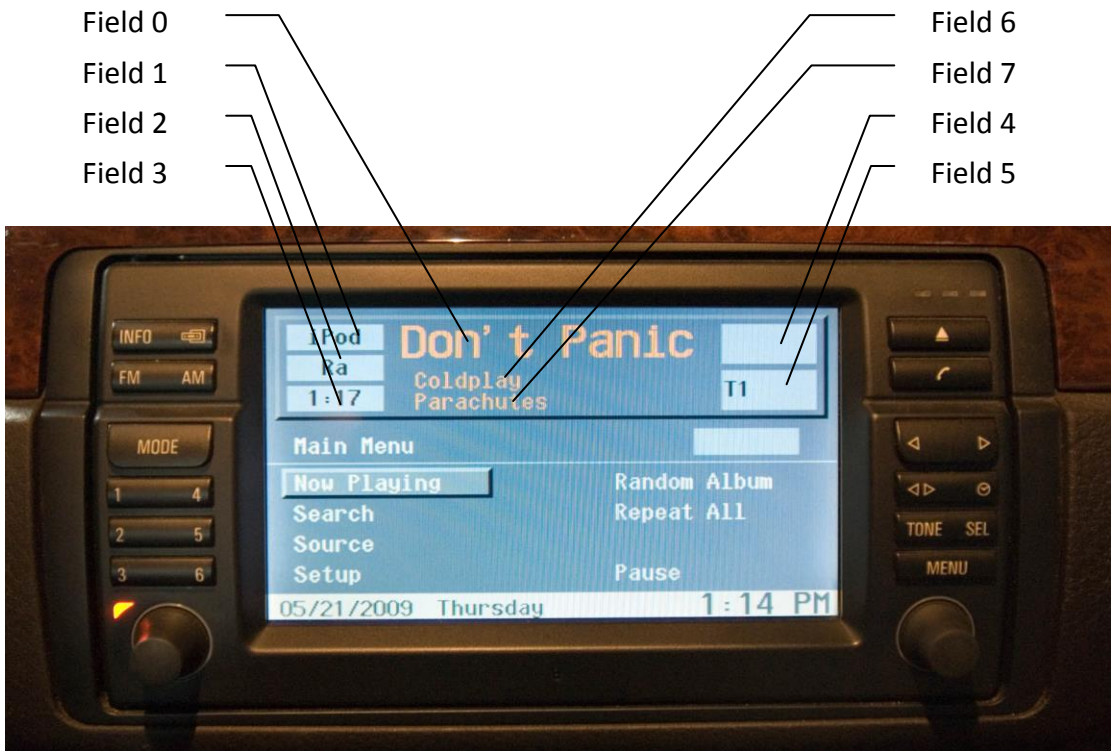 Field 0 Field 6
Field 1 Field 7
Field 2 Field 4
Field 3 Field 5
INFO
FM AM
MODE
1 4
2 5
3 6
iPod
Ra
1:17
Don't Panic
Coldplay
Parachutes
T1
Main Menu
Now Playing Random Album
Search Repeat All
Source
Setup Pause
05/21/2009 Thursday 1:14 PM
TONE SEL
MENU